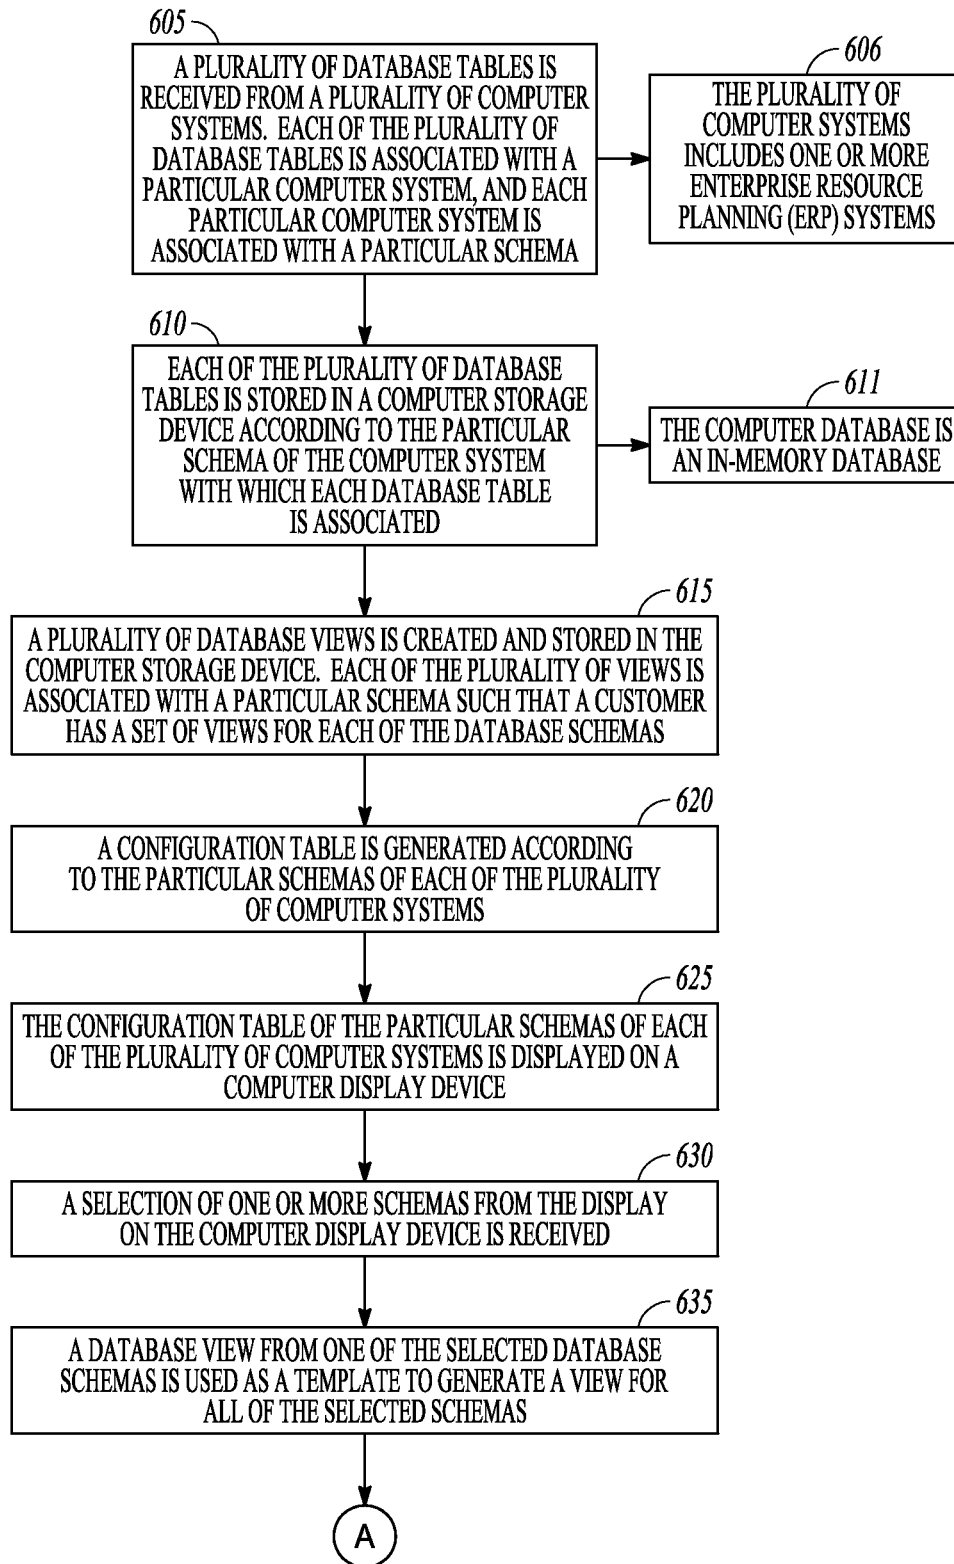 605
A PLURALITY OF DATABASE TABLES IS
RECEIVED FROM A PLURALITY OF COMPUTER
SYSTEMS. EACH OF THE PLURALITY OF
DATABASE TABLES IS ASSOCIATED WITH A
PARTICULAR COMPUTER SYSTEM, AND EACH
PARTICULAR COMPUTER SYSTEM IS
ASSOCIATED WITH A PARTICULAR SCHEMA
606
THE PLURALITY OF
COMPUTER SYSTEMS
INCLUDES ONE OR MORE
ENTERPRISE RESOURCE
PLANNING (ERP) SYSTEMS
610
EACH OF THE PLURALITY OF DATABASE
TABLES IS STORED IN A COMPUTER STORAGE
DEVICE ACCORDING TO THE PARTICULAR
SCHEMA OF THE COMPUTER SYSTEM
WITH WHICH EACH DATABASE TABLE
IS ASSOCIATED
611
THE COMPUTER DATABASE IS
AN IN-MEMORY DATABASE
615
A PLURALITY OF DATABASE VIEWS IS CREATED AND STORED IN THE
COMPUTER STORAGE DEVICE. EACH OF THE PLURALITY OF VIEWS IS
ASSOCIATED WITH A PARTICULAR SCHEMA SUCH THAT A CUSTOMER
HAS A SET OF VIEWS FOR EACH OF THE DATABASE SCHEMAS
620
A CONFIGURATION TABLE IS GENERATED ACCORDING
TO THE PARTICULAR SCHEMAS OF EACH OF THE PLURALITY
OF COMPUTER SYSTEMS
625
THE CONFIGURATION TABLE OF THE PARTICULAR SCHEMAS OF EACH
OF THE PLURALITY OF COMPUTER SYSTEMS IS DISPLAYED ON A
COMPUTER DISPLAY DEVICE
630
A SELECTION OF ONE OR MORE SCHEMAS FROM THE DISPLAY
ON THE COMPUTER DISPLAY DEVICE IS RECEIVED
635
A DATABASE VIEW FROM ONE OF THE SELECTED DATABASE
SCHEMAS IS USED AS A TEMPLATE TO GENERATE A VIEW FOR
ALL OF THE SELECTED SCHEMAS
A